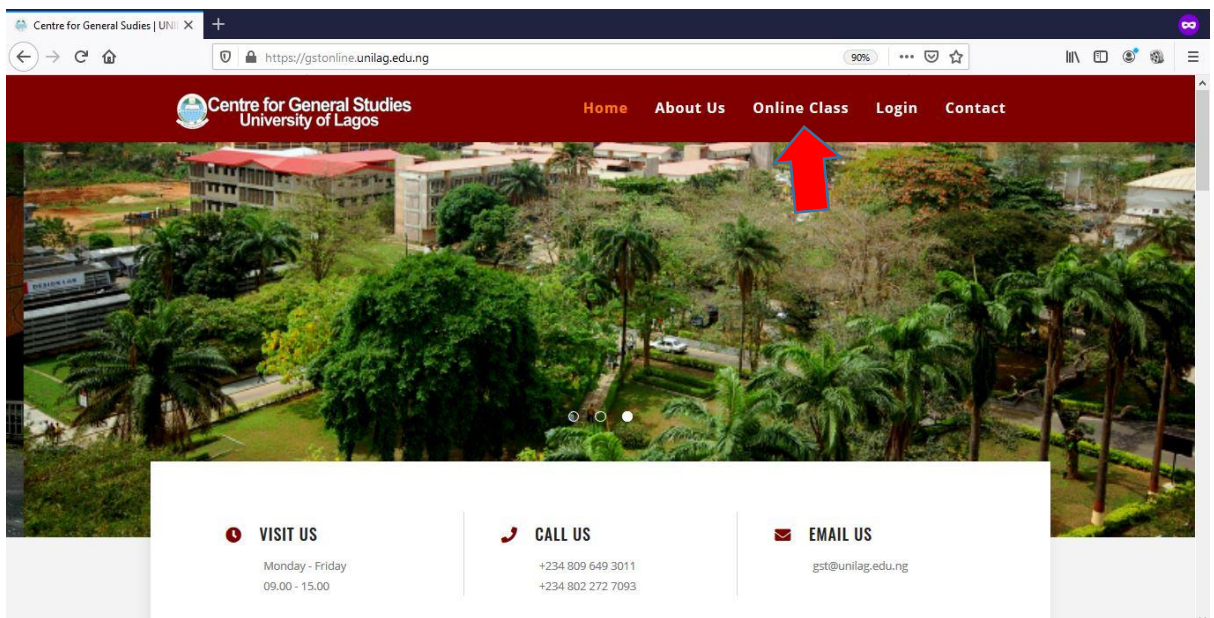 Centre for General Sudies | UNI
https://gstonline.unilag.edu.ng
90%
Centre for General Studies
University of Lagos
Home About Us Online Class Login Contact
DESIGN LAB
VISIT US
Monday - Friday
09.00 - 15.00
CALL US
+234 809 649 3011
+234 802 272 7093
EMAIL US
gst@unilag.edu.ng